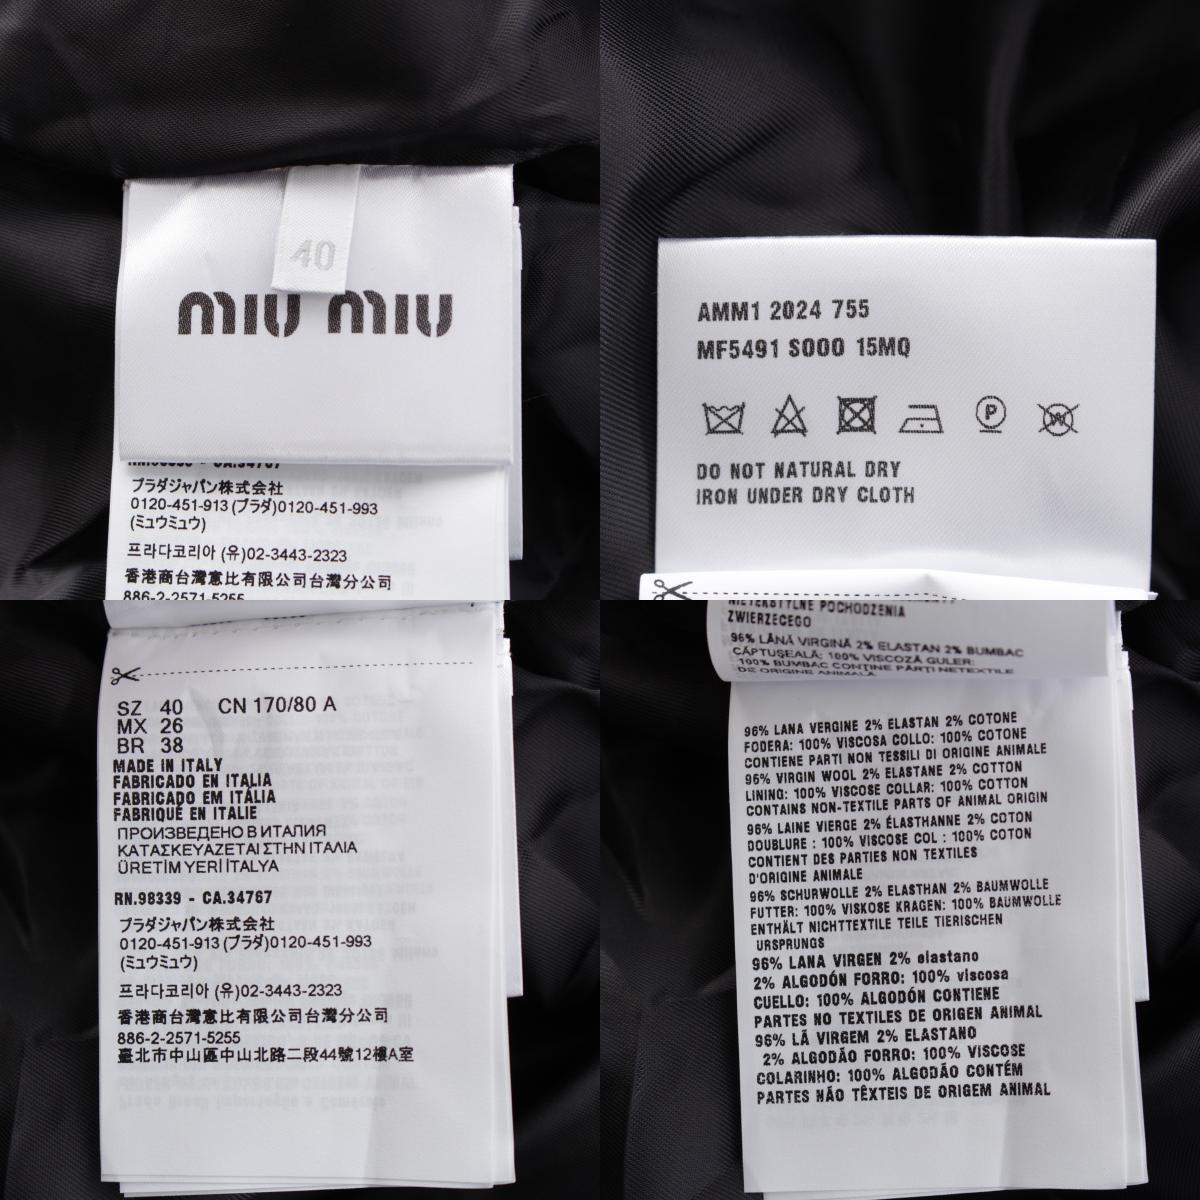 40
miu miu
RN.98339 - CA.34767
プラダジャパン株式会社
0120-451-913 (プラダ)0120-451-993
(ミュウミュウ)
프라다코리아 (유)02-3443-2323
香港商台灣意比有限公司台灣分公司
886-2-2571-5255
AMM1 2024 755
MF5491 S000 15MQ
P
W
DO NOT NATURAL DRY
IRON UNDER DRY CLOTH
SZ 40 CN 170/80 A
MX 26
BR 38
MADE IN ITALY
FABRICADO EN ITALIA
FABRICADO EM ITÁLIA
FABRIQUÉ EN ITALIE
ПРОИЗВЕДЕНО В ИТАЛИЯ
ΚΑΤΑΣΚΕΥΑΖΕΤΑΙ ΣΤΗΝ ΙΤΑΛΙΑ
ÜRETİM YERİ İTALYA
RN.98339 - CA.34767
プラダジャパン株式会社
0120-451-913 (プラダ)0120-451-993
(ミュウミュウ)
프라다코리아 (유)02-3443-2323
香港商台灣意比有限公司台灣分公司
886-2-2571-5255
臺北市中山區中山北路二段44號12樓A室
NIETEKSTYLNE POCHODZENIA
ZWIERZECEGO
96% LÂNĂ VIRGINĂ 2% ELASTAN 2% BUMBAC
CĂPTUȘEALĂ: 100% VISCOZĂ GULER:
100% BUMBAC CONȚINE PĂRȚI NETEXTILE
DE ORIGINE ANIMALĂ
96% LANA VERGINE 2% ELASTAN 2% COTONE
FODERA: 100% VISCOSA COLLO: 100% COTONE
CONTIENE PARTI NON TESSILI DI ORIGINE ANIMALE
96% VIRGIN WOOL 2% ELASTANE 2% COTTON
LINING: 100% VISCOSE COLLAR: 100% COTTON
CONTAINS NON-TEXTILE PARTS OF ANIMAL ORIGIN
96% LAINE VIERGE 2% ÉLASTHANNE 2% COTON
DOUBLURE : 100% VISCOSE COL : 100% COTON
CONTIENT DES PARTIES NON TEXTILES
D'ORIGINE ANIMALE
96% SCHURWOLLE 2% ELASTHAN 2% BAUMWOLLE
FUTTER: 100% VISKOSE KRAGEN: 100% BAUMWOLLE
ENTHÄLT NICHTTEXTILE TEILE TIERISCHEN
URSPRUNGS
96% LANA VIRGEN 2% elastano
2% ALGODÓN FORRO: 100% viscosa
CUELLO: 100% ALGODÓN CONTIENE
PARTES NO TEXTILES DE ORIGEN ANIMAL
96% LÃ VIRGEM 2% ELASTANO
2% ALGODÃO FORRO: 100% VISCOSE
COLARINHO: 100% ALGODÃO CONTÉM
PARTES NÃO TÊXTEIS DE ORIGEM ANIMAL